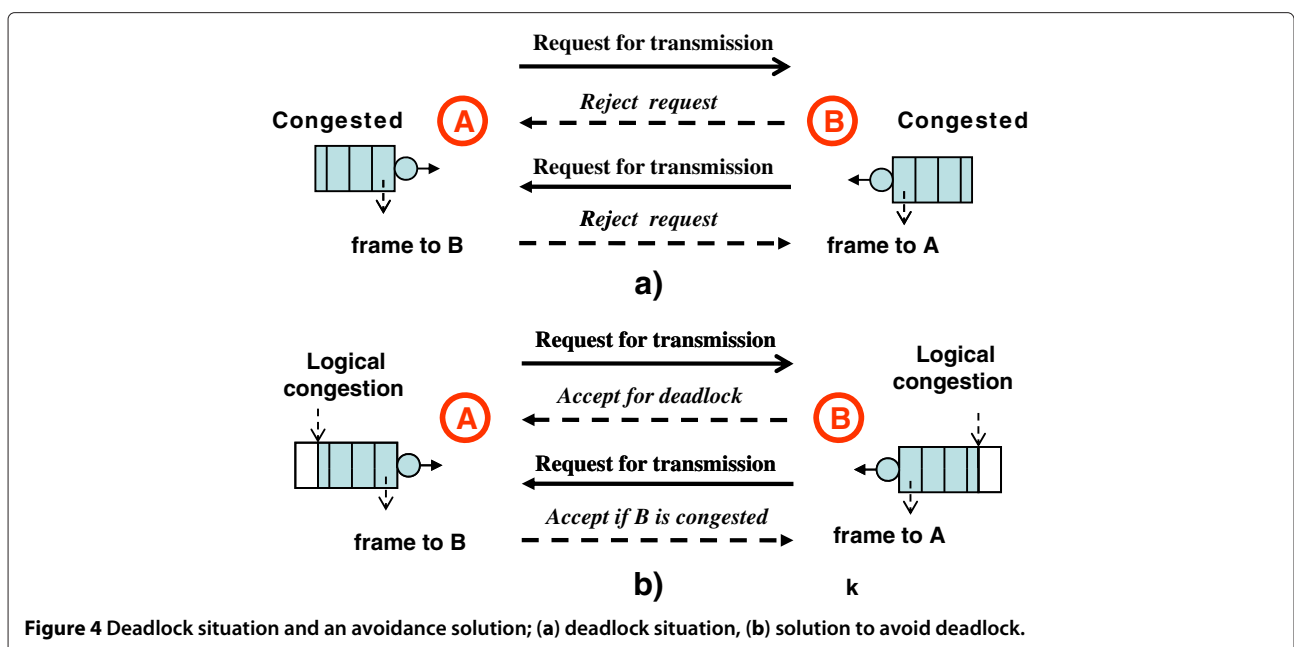 Request for transmission
Reject request
Congested
A
B
Congested
Request for transmission
Reject request
frame to B
frame to A
a)
Request for transmission
Logical
congestion
Logical
congestion
Accept for deadlock
A
B
Request for transmission
Accept if B is congested
frame to B
frame to A
b)
k
Figure 4 Deadlock situation and an avoidance solution; (a) deadlock situation, (b) solution to avoid deadlock.